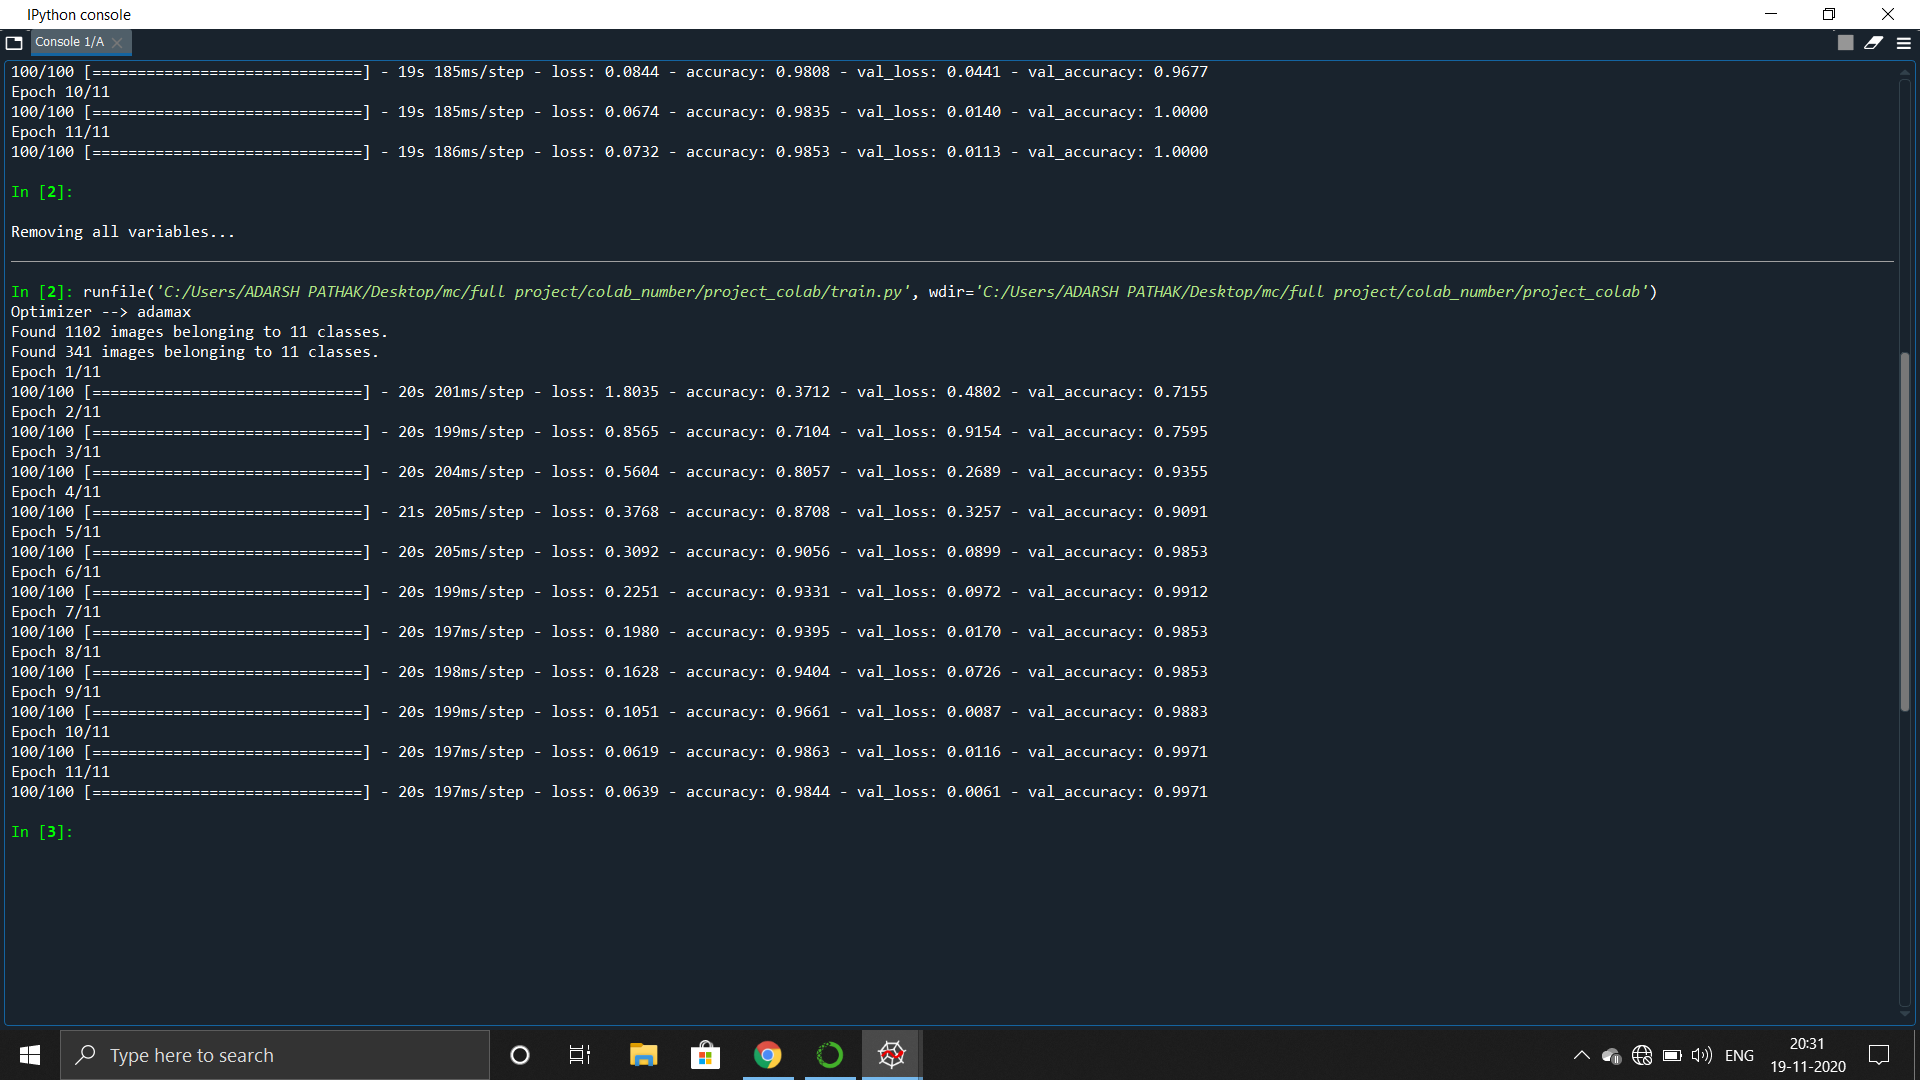 IPython console
Console 1/A
100/100 [==============================] - 19s 185ms/step - loss: 0.0844 - accuracy: 0.9808 - val_loss: 0.0441 - val_accuracy: 0.9677
Epoch 10/11
100/100 [==============================] - 19s 185ms/step - loss: 0.0674 - accuracy: 0.9835 - val_loss: 0.0140 - val_accuracy: 1.0000
Epoch 11/11
100/100 [==============================] - 19s 186ms/step - loss: 0.0732 - accuracy: 0.9853 - val_loss: 0.0113 - val_accuracy: 1.0000
In [2]:
Removing all variables...
In [2]: runfile('C:/Users/ADARSH PATHAK/Desktop/mc/full project/colab_number/project_colab/train.py', wdir='C:/Users/ADARSH PATHAK/Desktop/mc/full project/colab_number/project_colab')
Optimizer --> adamax
Found 1102 images belonging to 11 classes.
Found 341 images belonging to 11 classes.
Epoch 1/11
100/100 [==============================] - 20s 201ms/step - loss: 1.8035 - accuracy: 0.3712 - val_loss: 0.4802 - val_accuracy: 0.7155
Epoch 2/11
100/100 [==============================] - 20s 199ms/step - loss: 0.8565 - accuracy: 0.7104 - val_loss: 0.9154 - val_accuracy: 0.7595
Epoch 3/11
100/100 [==============================] - 20s 204ms/step - loss: 0.5604 - accuracy: 0.8057 - val_loss: 0.2689 - val_accuracy: 0.9355
Epoch 4/11
100/100 [==============================] - 21s 205ms/step - loss: 0.3768 - accuracy: 0.8708 - val_loss: 0.3257 - val_accuracy: 0.9091
Epoch 5/11
100/100 [==============================] - 20s 205ms/step - loss: 0.3092 - accuracy: 0.9056 - val_loss: 0.0899 - val_accuracy: 0.9853
Epoch 6/11
100/100 [==============================] - 20s 199ms/step - loss: 0.2251 - accuracy: 0.9331 - val_loss: 0.0972 - val_accuracy: 0.9912
Epoch 7/11
100/100 [==============================] - 20s 197ms/step - loss: 0.1980 - accuracy: 0.9395 - val_loss: 0.0170 - val_accuracy: 0.9853
Epoch 8/11
100/100 [==============================] - 20s 198ms/step - loss: 0.1628 - accuracy: 0.9404 - val_loss: 0.0726 - val_accuracy: 0.9853
Epoch 9/11
100/100 [==============================] - 20s 199ms/step - loss: 0.1051 - accuracy: 0.9661 - val_loss: 0.0087 - val_accuracy: 0.9883
Epoch 10/11
100/100 [==============================] - 20s 197ms/step - loss: 0.0619 - accuracy: 0.9863 - val_loss: 0.0116 - val_accuracy: 0.9971
Epoch 11/11
100/100 [==============================] - 20s 197ms/step - loss: 0.0639 - accuracy: 0.9844 - val_loss: 0.0061 - val_accuracy: 0.9971
In [3]:
Type here to search
ENG
20:31
19-11-2020